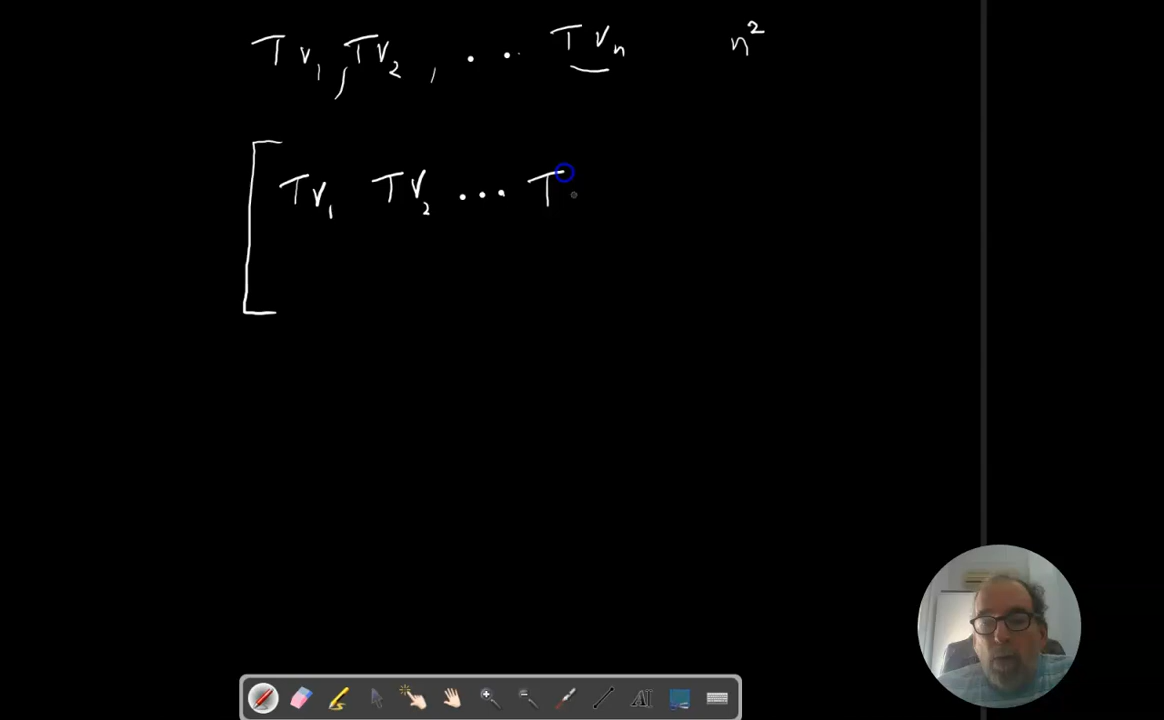 Tv₁, Tv₂, . . . Tvₙ n²
[ Tv₁ Tv₂ ... T